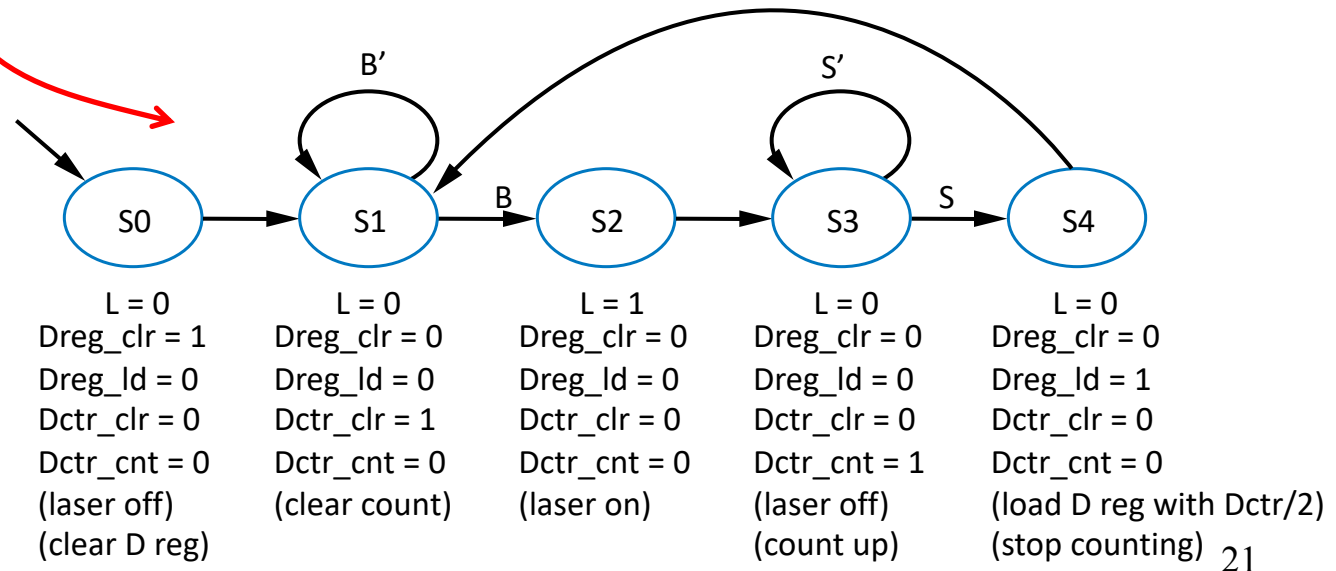 B’
S’
B
S
S0
S1
S2
S3
S4
L = 0
Dreg_clr = 1
Dreg_ld = 0
Dctr_clr = 0
Dctr_cnt = 0
(laser off)
(clear D reg)
L = 0
Dreg_clr = 0
Dreg_ld = 0
Dctr_clr = 1
Dctr_cnt = 0
(clear count)
L = 1
Dreg_clr = 0
Dreg_ld = 0
Dctr_clr = 0
Dctr_cnt = 0
(laser on)
L = 0
Dreg_clr = 0
Dreg_ld = 0
Dctr_clr = 0
Dctr_cnt = 1
(laser off)
(count up)
L = 0
Dreg_clr = 0
Dreg_ld = 1
Dctr_clr = 0
Dctr_cnt = 0
(load D reg with Dctr/2)
(stop counting)
21